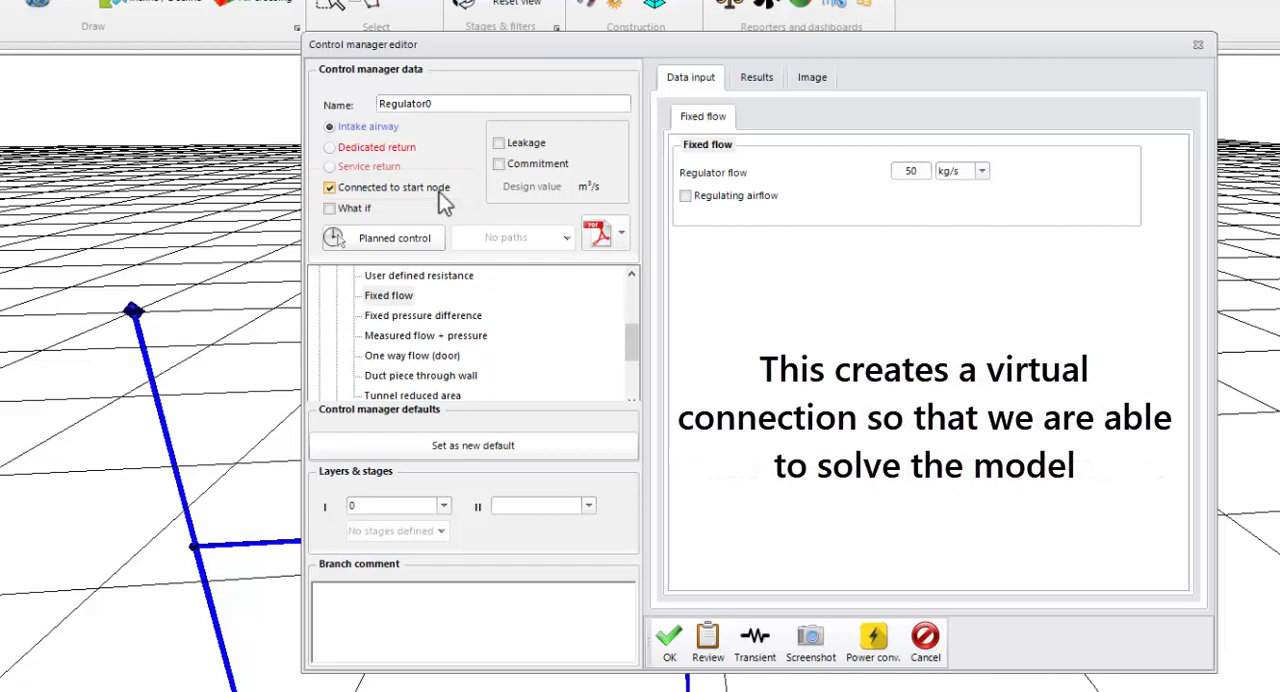 Reset view
Draw
Select
Stages & filters
Construction
Reporters and dashboards
Control manager editor
Control manager data
Name: Regulator0
Intake airway
Dedicated return
Service return
Connected to start node
What if
Leakage
Commitment
Design value m³/s
Planned control
No paths
PDF
User defined resistance
Fixed flow
Fixed pressure difference
Measured flow + pressure
One way flow (door)
Duct piece through wall
Tunnel reduced area
Control manager defaults
Set as new default
Layers & stages
I 0 II
No stages defined
Branch comment
Data input Results Image
Fixed flow
Fixed flow
Regulator flow 50 kg/s
Regulating airflow
This creates a virtual
connection so that we are able
to solve the model
OK Review Transient Screenshot Power conv. Cancel